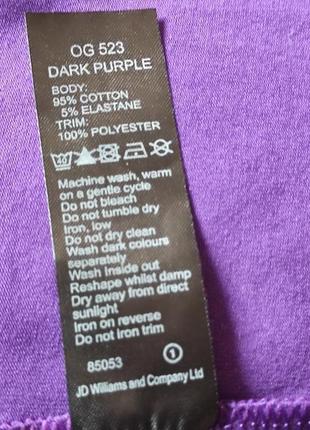 OG 523
DARK PURPLE
BODY:
95% COTTON
5% ELASTANE
TRIM:
100% POLYESTER
40
Machine wash, warm
on a gentle cycle
Do not bleach
Do not tumble dry
Iron, low
Do not dry clean
Wash dark colours
separately
Wash Inside out
Reshape whilst damp
Dry away from direct
sunlight
Iron on reverse
Do not iron trim
85053 1
JD Williams and Company Ltd